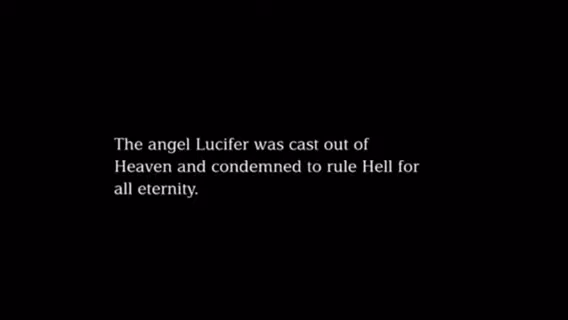 The angel Lucifer was cast out of
Heaven and condemned to rule Hell for
all eternity.